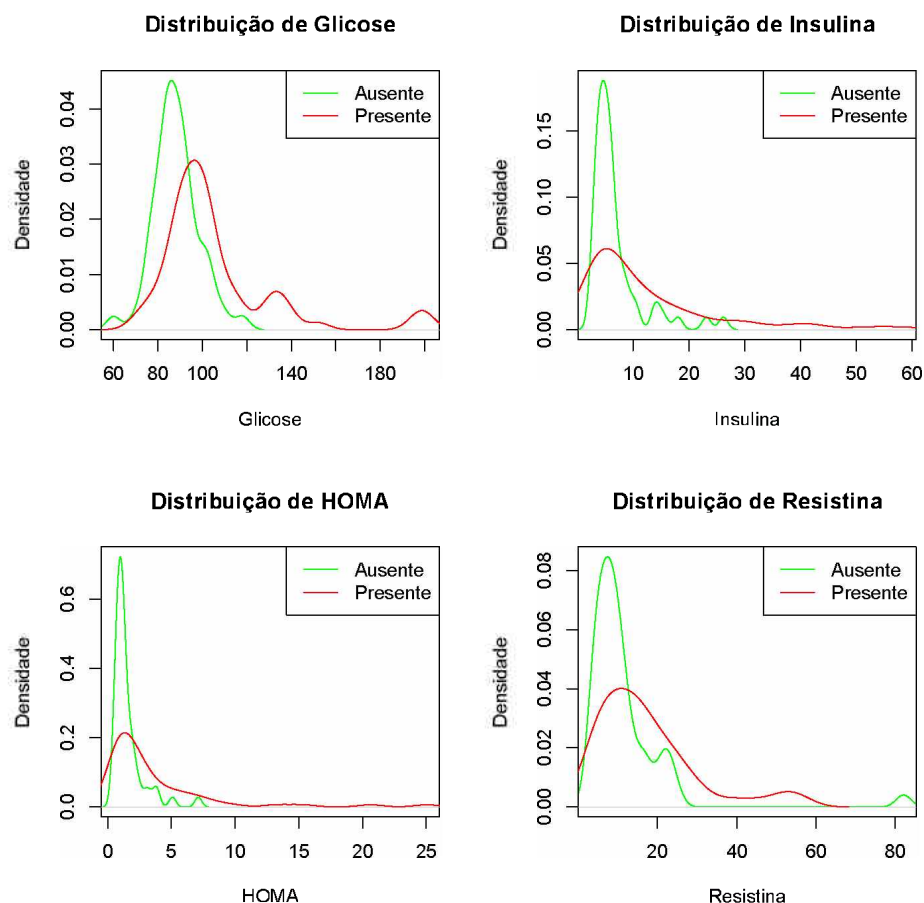 Distribuição de Glicose
Ausente
Presente
Densidade
0.00 0.01 0.02 0.03 0.04
60 80 100 140 180
Glicose
Distribuição de Insulina
Ausente
Presente
Densidade
0.00 0.05 0.10 0.15
10 20 30 40 50 60
Insulina
Distribuição de HOMA
Ausente
Presente
Densidade
0.0 0.2 0.4 0.6
0 5 10 15 20 25
HOMA
Distribuição de Resistina
Ausente
Presente
Densidade
0.00 0.02 0.04 0.06 0.08
20 40 60 80
Resistina